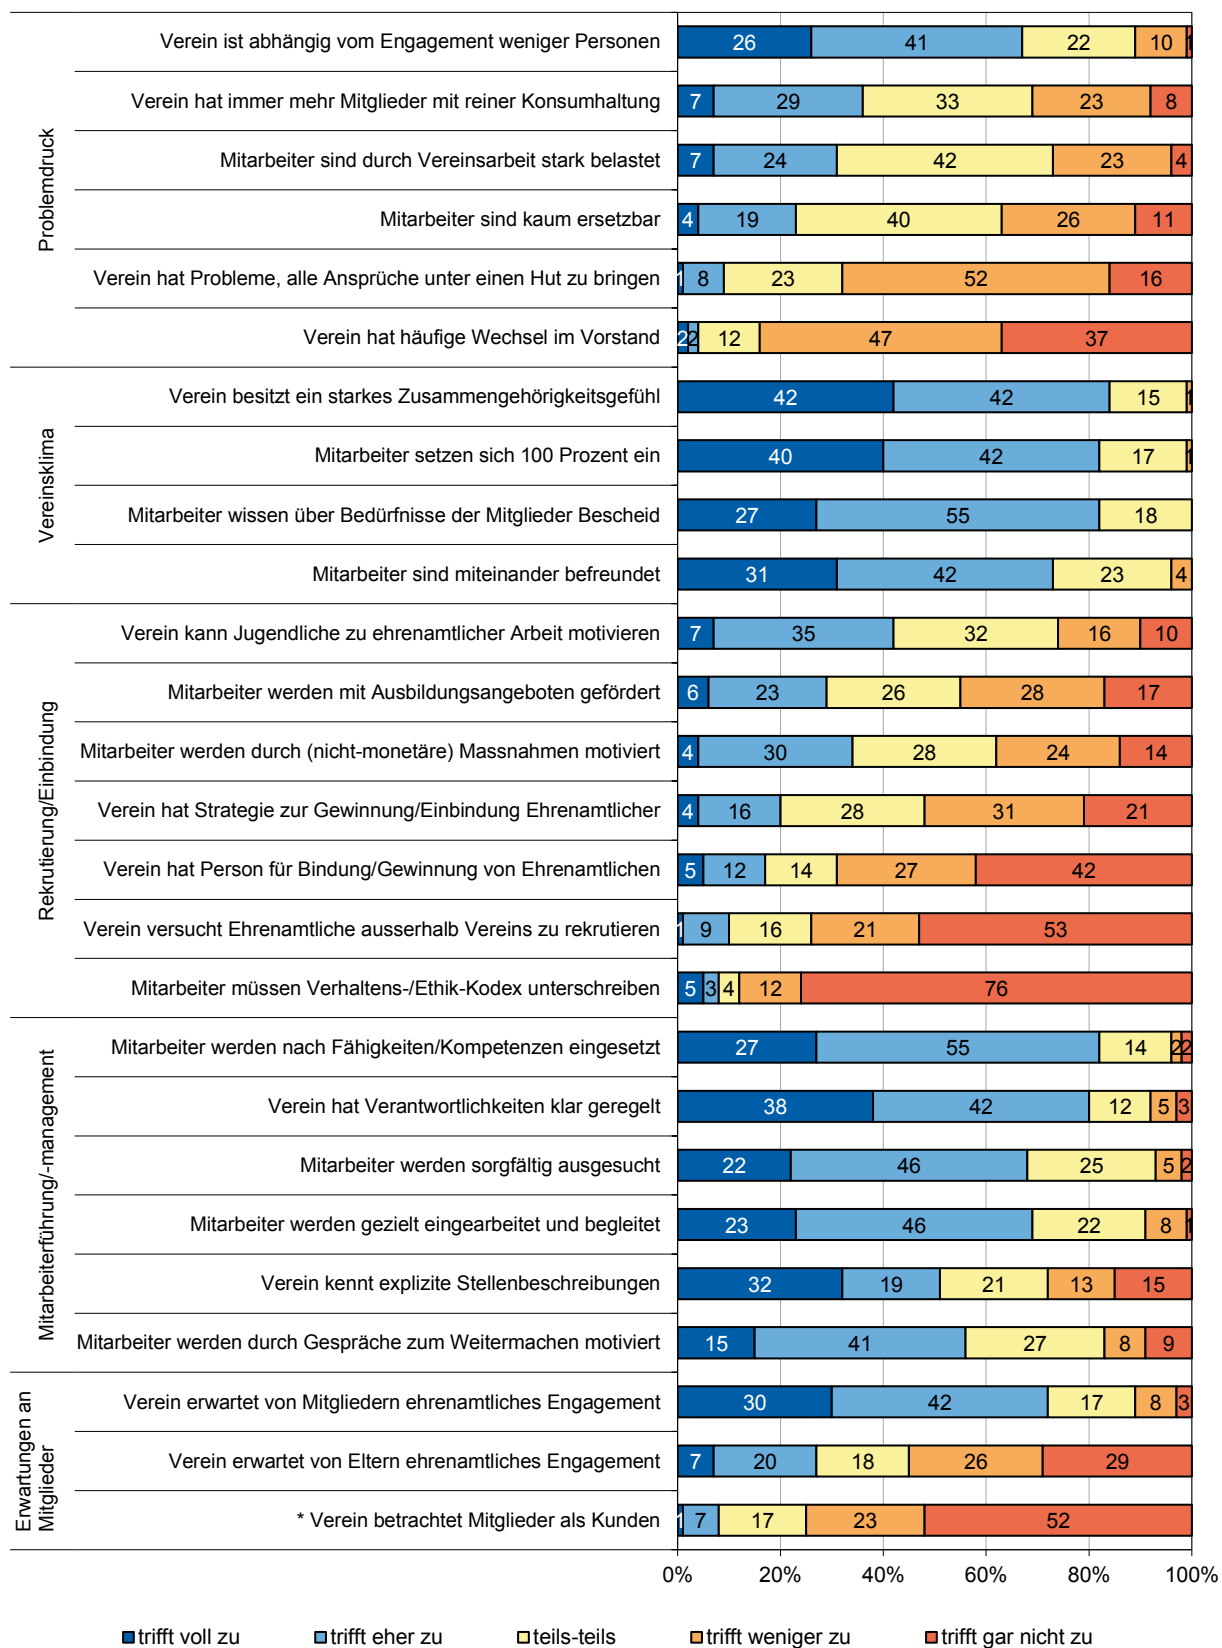 Problemdruck
Verein ist abhängig vom Engagement weniger Personen 26 41 22 10 1
Verein hat immer mehr Mitglieder mit reiner Konsumhaltung 7 29 33 23 8
Mitarbeiter sind durch Vereinsarbeit stark belastet 7 24 42 23 4
Mitarbeiter sind kaum ersetzbar 4 19 40 26 11
Verein hat Probleme, alle Ansprüche unter einen Hut zu bringen 1 8 23 52 16
Verein hat häufige Wechsel im Vorstand 2 2 12 47 37
Vereinsklima
Verein besitzt ein starkes Zusammengehörigkeitsgefühl 42 42 15 1
Mitarbeiter setzen sich 100 Prozent ein 40 42 17 1
Mitarbeiter wissen über Bedürfnisse der Mitglieder Bescheid 27 55 18
Mitarbeiter sind miteinander befreundet 31 42 23 4
Rekrutierung/Einbindung
Verein kann Jugendliche zu ehrenamtlicher Arbeit motivieren 7 35 32 16 10
Mitarbeiter werden mit Ausbildungsangeboten gefördert 6 23 26 28 17
Mitarbeiter werden durch (nicht-monetäre) Massnahmen motiviert 4 30 28 24 14
Verein hat Strategie zur Gewinnung/Einbindung Ehrenamtlicher 4 16 28 31 21
Verein hat Person für Bindung/Gewinnung von Ehrenamtlichen 5 12 14 27 42
Verein versucht Ehrenamtliche ausserhalb Vereins zu rekrutieren 1 9 16 21 53
Mitarbeiter müssen Verhaltens-/Ethik-Kodex unterschreiben 5 3 4 12 76
Mitarbeiterführung/-management
Mitarbeiter werden nach Fähigkeiten/Kompetenzen eingesetzt 27 55 14 2 2
Verein hat Verantwortlichkeiten klar geregelt 38 42 12 5 3
Mitarbeiter werden sorgfältig ausgesucht 22 46 25 5 2
Mitarbeiter werden gezielt eingearbeitet und begleitet 23 46 22 8 1
Verein kennt explizite Stellenbeschreibungen 32 19 21 13 15
Mitarbeiter werden durch Gespräche zum Weitermachen motiviert 15 41 27 8 9
Erwartungen an
Mitglieder
Verein erwartet von Mitgliedern ehrenamtliches Engagement 30 42 17 8 3
Verein erwartet von Eltern ehrenamtliches Engagement 7 20 18 26 29
* Verein betrachtet Mitglieder als Kunden 1 7 17 23 52
0% 20% 40% 60% 80% 100%
trifft voll zu trifft eher zu teils-teils trifft weniger zu trifft gar nicht zu